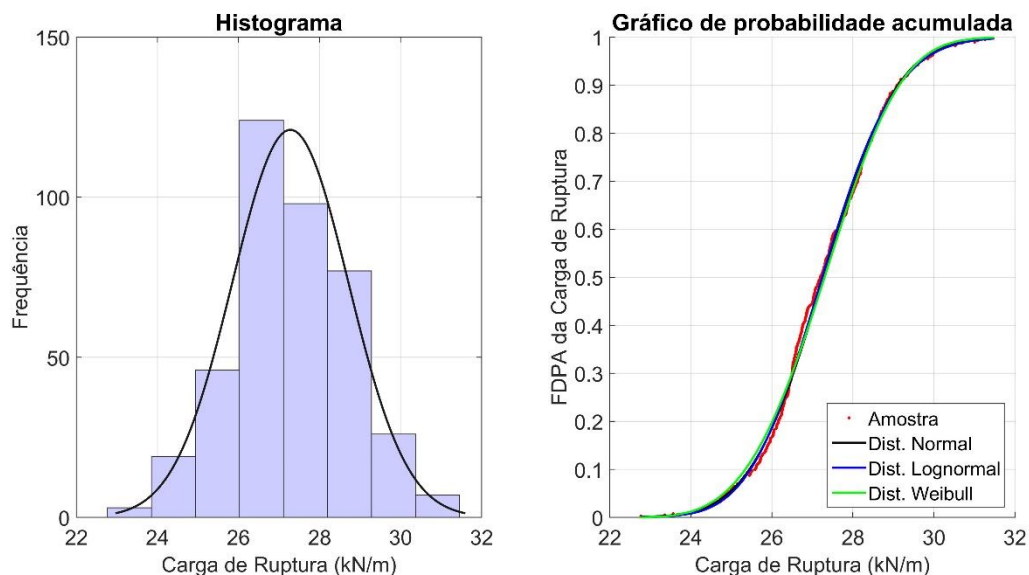 Histograma
150
100
50
0
22
24
26
28
30
32
Frequência
Carga de Ruptura (kN/m)
Gráfico de probabilidade acumulada
1
0.9
0.8
0.7
0.6
0.5
0.4
0.3
0.2
0.1
0
22
24
26
28
30
32
FDPA da Carga de Ruptura
Carga de Ruptura (kN/m)
Amostra
Dist. Normal
Dist. Lognormal
Dist. Weibull